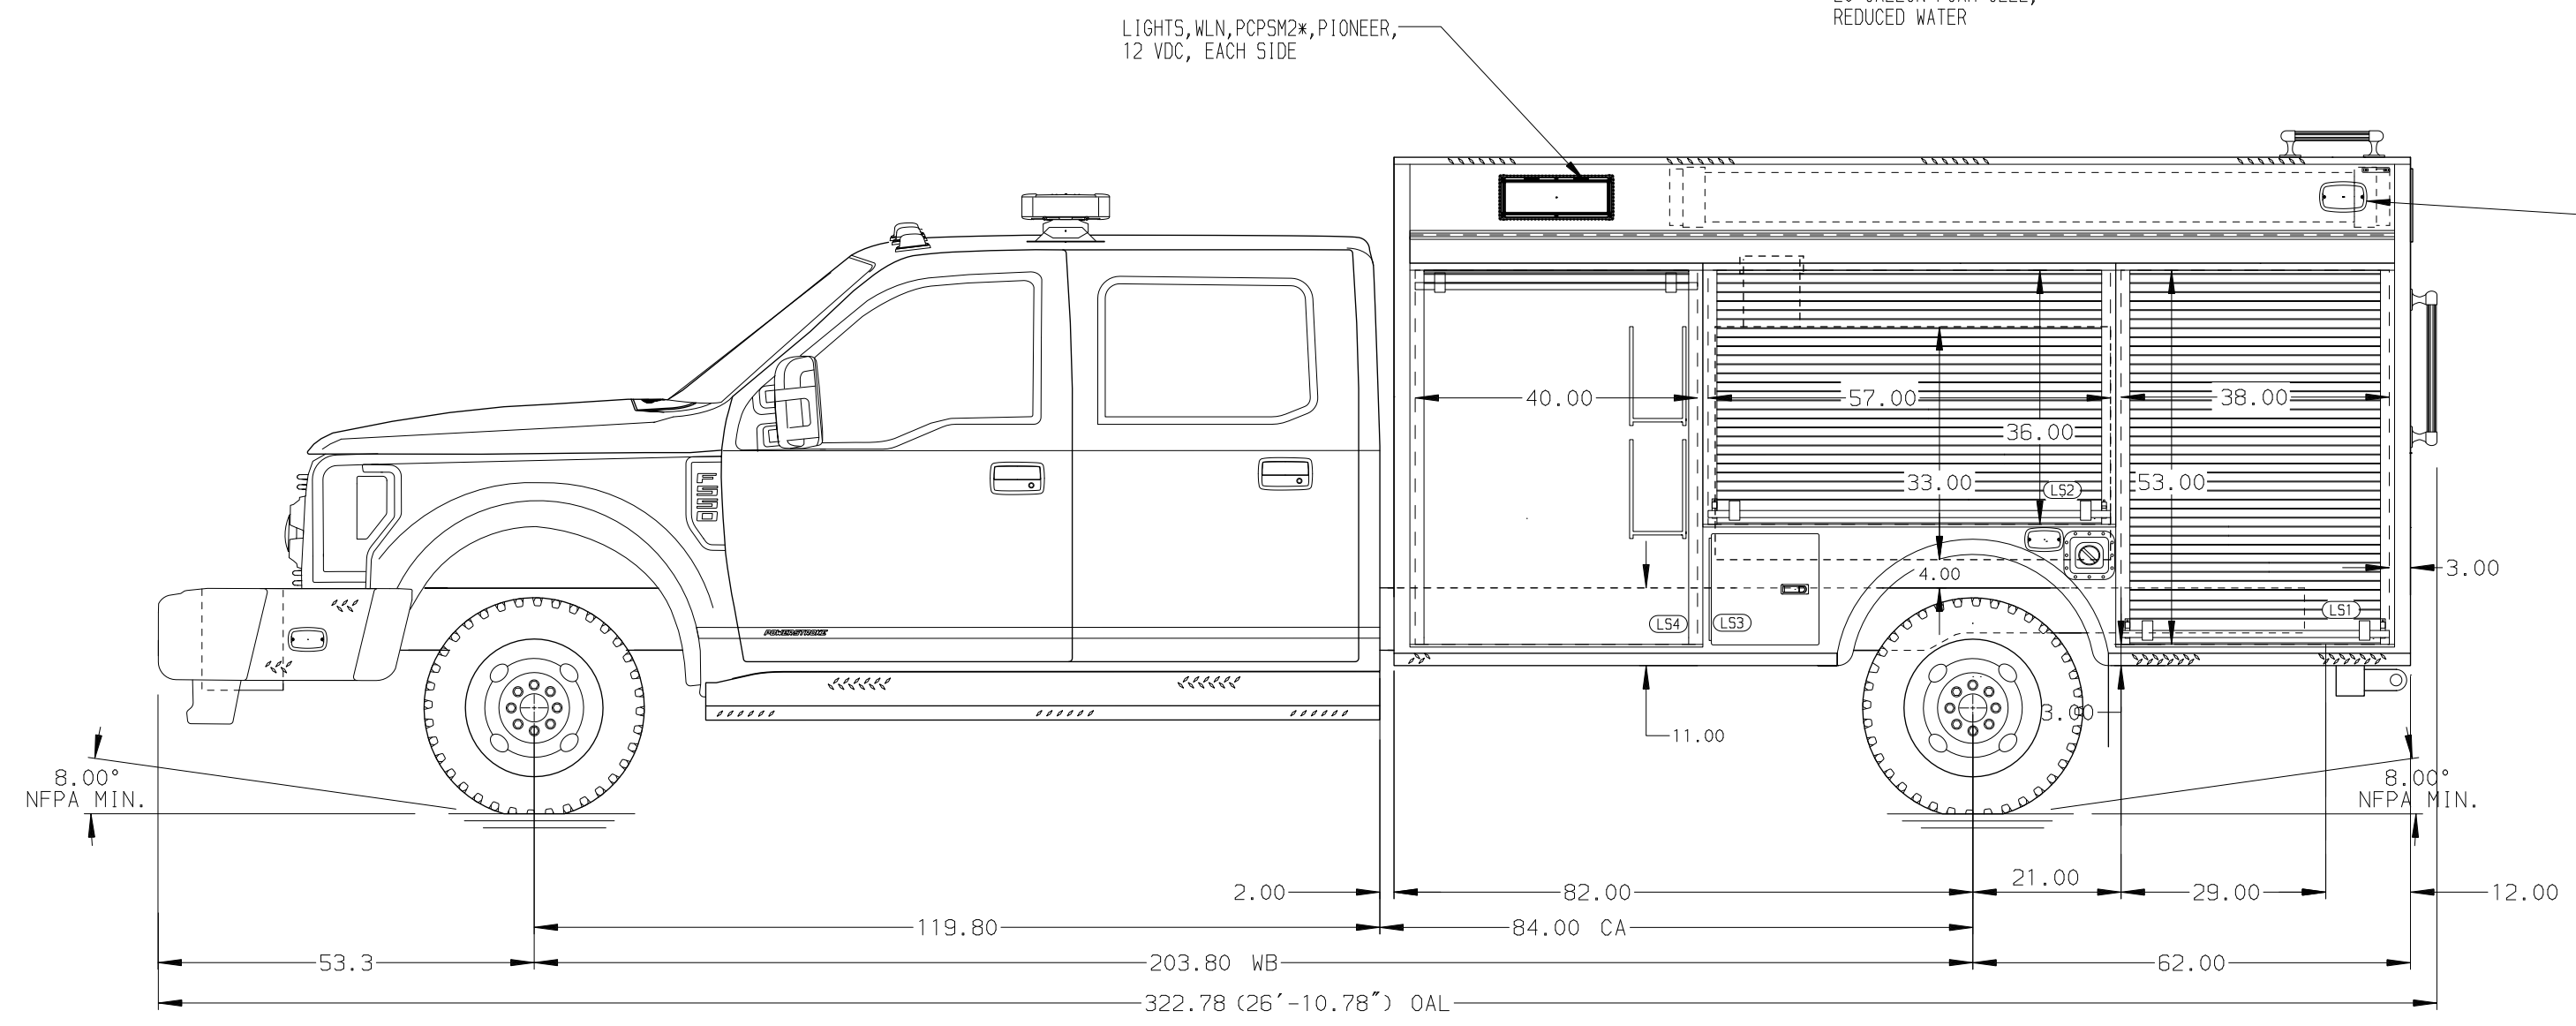 REDUCED WATER
LIGHTS,WLN,PCPSM2*,PIONEER,
12 VDC, EACH SIDE
40.00
57.00
38.00
36.00
33.00
LS2
53.00
3.00
4.00
LS1
LS4
LS3
F550
POWERSTROKE
3.00
11.00
8.00°
NFPA MIN.
8.00°
NFPA MIN.
2.00
82.00
21.00
29.00
12.00
119.80
84.00 CA
53.3
203.80 WB
62.00
322.78 (26'-10.78") OAL